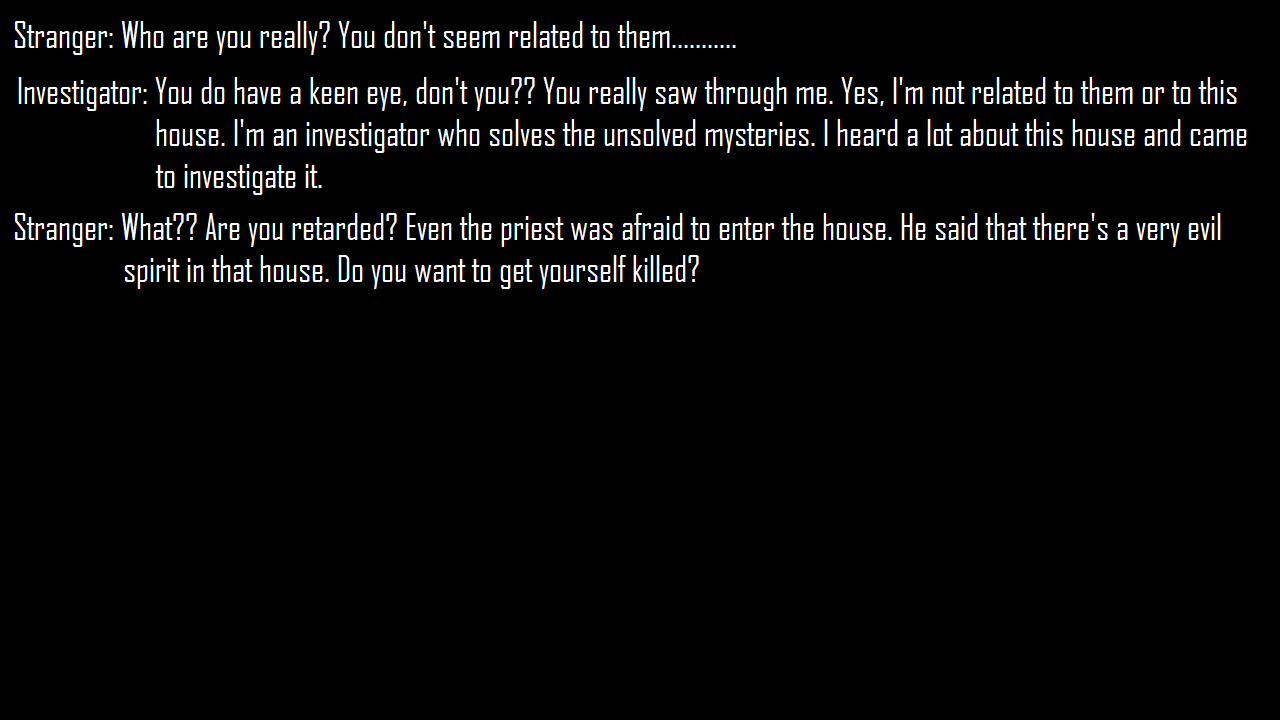 Stranger: Who are you really? You don't seem related to them...........
Investigator: You do have a keen eye, don't you?? You really saw through me. Yes, I'm not related to them or to this
house. I'm an investigator who solves the unsolved mysteries. I heard a lot about this house and came
to investigate it.
Stranger: What?? Are you retarded? Even the priest was afraid to enter the house. He said that there's a very evil
spirit in that house. Do you want to get yourself killed?